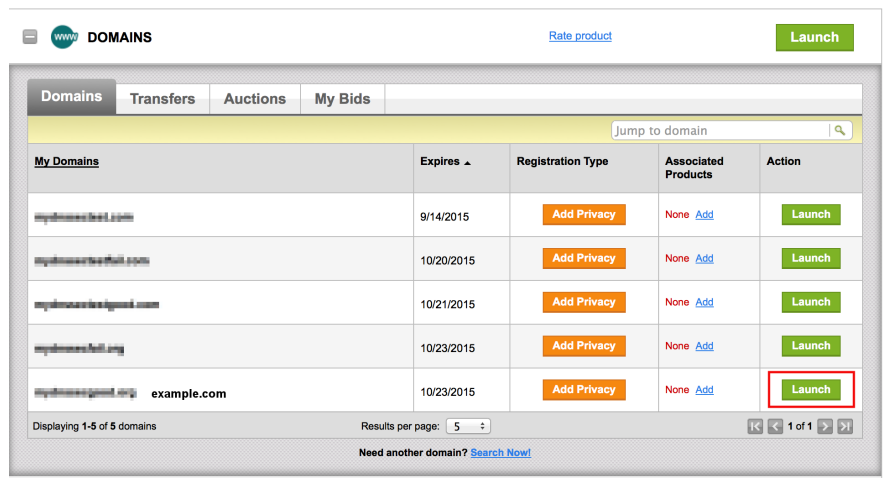 www DOMAINS Rate product Launch
Domains Transfers Auctions My Bids
Jump to domain
My Domains Expires Registration Type Associated Products Action
9/14/2015 Add Privacy None Add Launch
10/20/2015 Add Privacy None Add Launch
10/21/2015 Add Privacy None Add Launch
10/23/2015 Add Privacy None Add Launch
example.com 10/23/2015 Add Privacy None Add Launch
Displaying 1-5 of 5 domains Results per page: 5 1 of 1
Need another domain? Search Now!